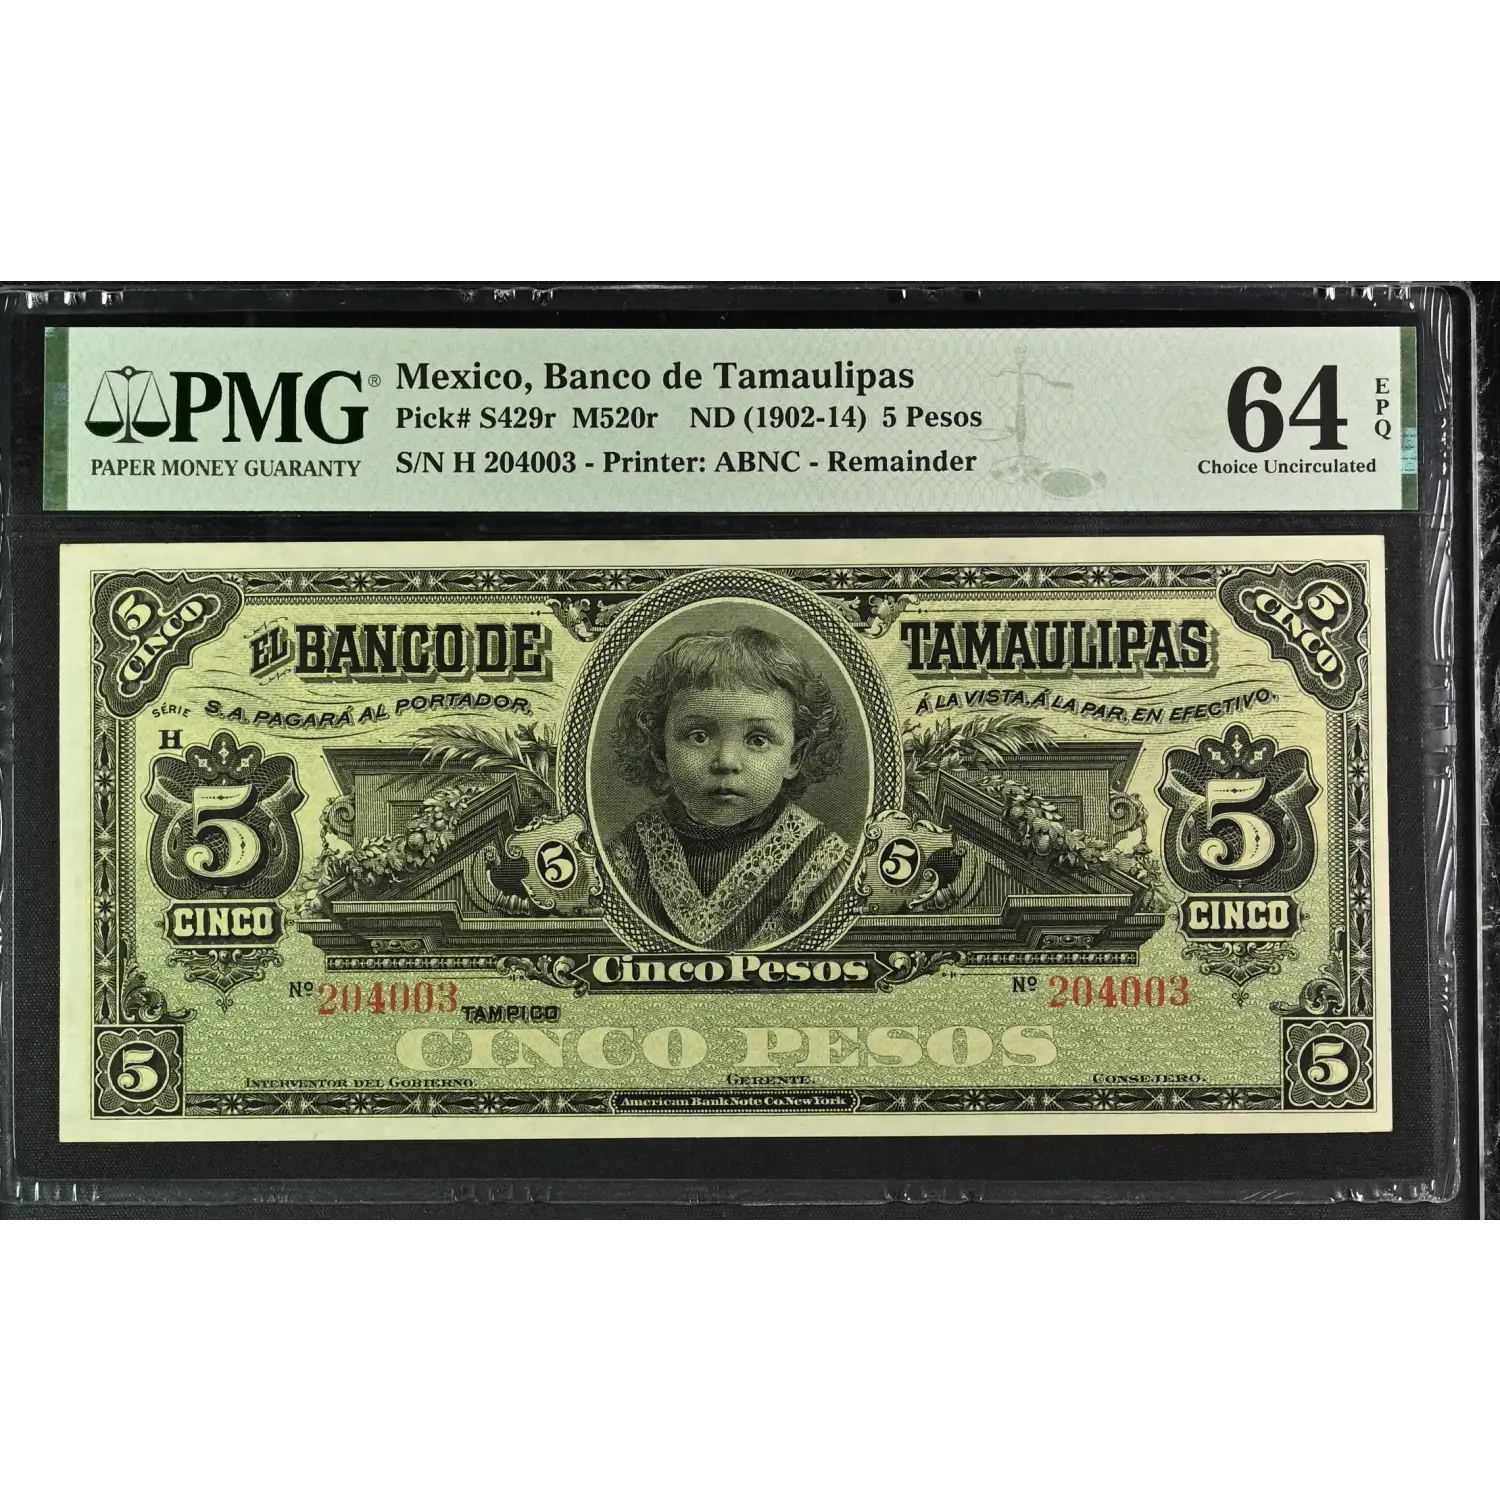 PMG®
PAPER MONEY GUARANTY
Mexico, Banco de Tamaulipas
Pick# S429r M520r ND (1902-14) 5 Pesos
S/N H 204003 - Printer: ABNC - Remainder
64 EPQ
Choice Uncirculated
5 CINCO
5 CINCO
EL BANCO DE TAMAULIPAS
S.A. PAGARÁ AL PORTADOR, Á LA VISTA, Á LA PAR, EN EFECTIVO.
SÉRIE
H
5
5
5
5
CINCO
CINCO
Cinco Pesos
Nº 204003
Nº 204003
TAMPICO
CINCO PESOS
5
5
INTERVENTOR DEL GOBIERNO.
GERENTE.
CONSEJERO.
American Bank Note Co. New York